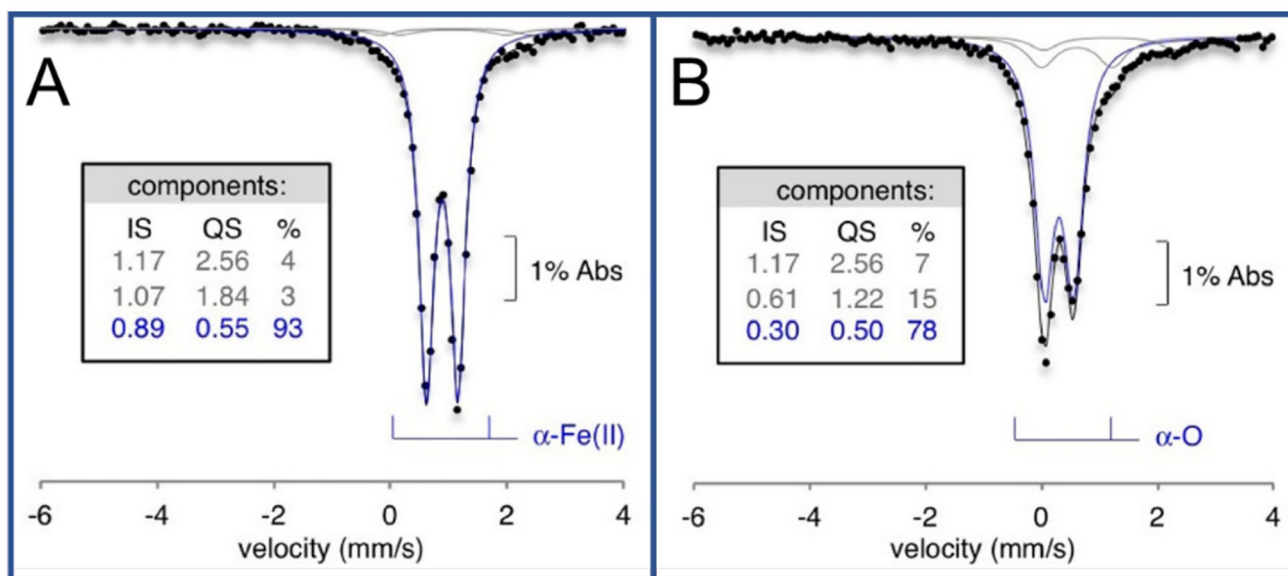 A
components:
IS QS %
1.17 2.56 4
1.07 1.84 3
0.89 0.55 93
1% Abs
α-Fe(II)
-6 -4 -2 0 2 4
velocity (mm/s)
B
components:
IS QS %
1.17 2.56 7
0.61 1.22 15
0.30 0.50 78
1% Abs
α-O
-6 -4 -2 0 2 4
velocity (mm/s)